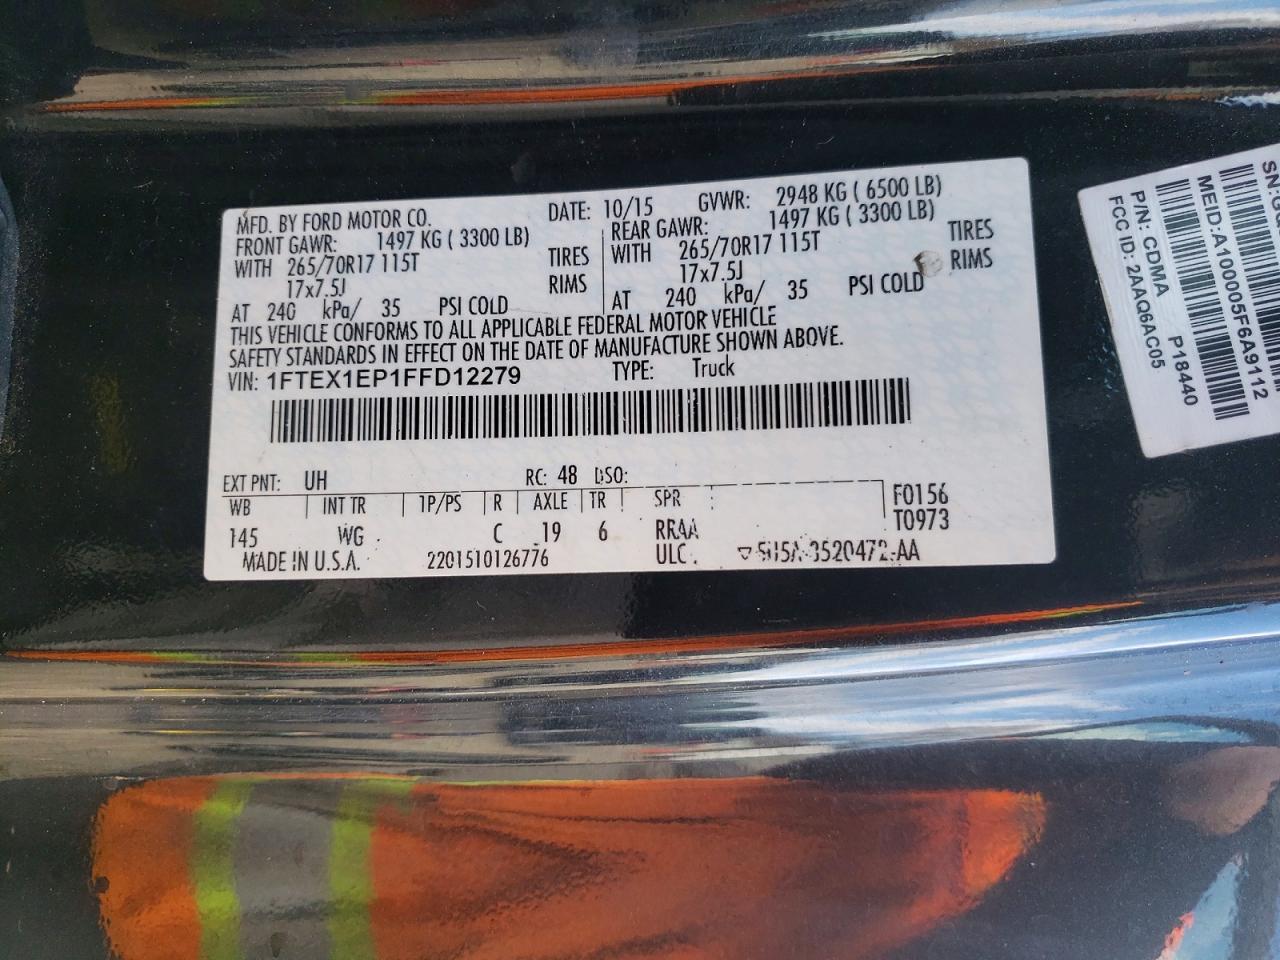 MFD. BY FORD MOTOR CO. DATE: 10/15 GVWR: 2948 KG ( 6500 LB)
FRONT GAWR: 1497 KG ( 3300 LB) REAR GAWR: 1497 KG ( 3300 LB)
WITH 265/70R17 115T TIRES WITH 265/70R17 115T TIRES
17x7.5J RIMS 17x7.5J RIMS
AT 240 kPa/ 35 PSI COLD AT 240 kPa/ 35 PSI COLD
THIS VEHICLE CONFORMS TO ALL APPLICABLE FEDERAL MOTOR VEHICLE
SAFETY STANDARDS IN EFFECT ON THE DATE OF MANUFACTURE SHOWN ABOVE.
VIN: 1FTEX1EP1FFD12279 TYPE: Truck
EXT PNT: UH RC: 48 DSO:
WB INT TR TP/PS R AXLE TR SPR F0156
145 WG C 19 6 RRAA T0973
MADE IN U.S.A. 2201510126776 ULC
MEID:A100005F6A9112
P/N: CDMA P18440
FCC ID: 2AAQ6AC05